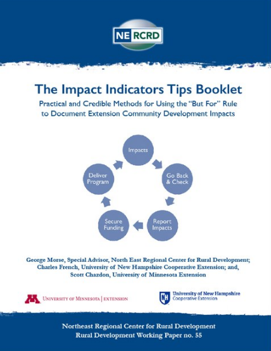 NE RCRD
The Impact Indicators Tips Booklet
Practical and Credible Methods for Using the "But For" Rule
to Document Extension Community Development Impacts
Impacts
Deliver
Program
Go Back
& Check
Secure
Funding
Report
Impacts
George Morse, Special Advisor, North East Regional Center for Rural Development;
Charles French, University of New Hampshire Cooperative Extension; and,
Scott Chazdon, University of Minnesota Extension
UNIVERSITY OF MINNESOTA | EXTENSION
University of New Hampshire
Cooperative Extension
Northeast Regional Center for Rural Development
Rural Development Working Paper no. 55